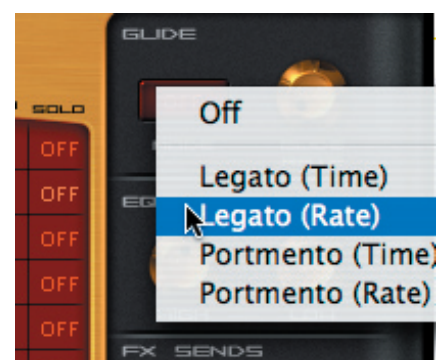 GLIDE
Off
SOLO
OFF
Legato (Time)
OFF
Legato (Rate)
OFF
Portmento (Time)
OFF
Portmento (Rate)
OFF
FX SENDS